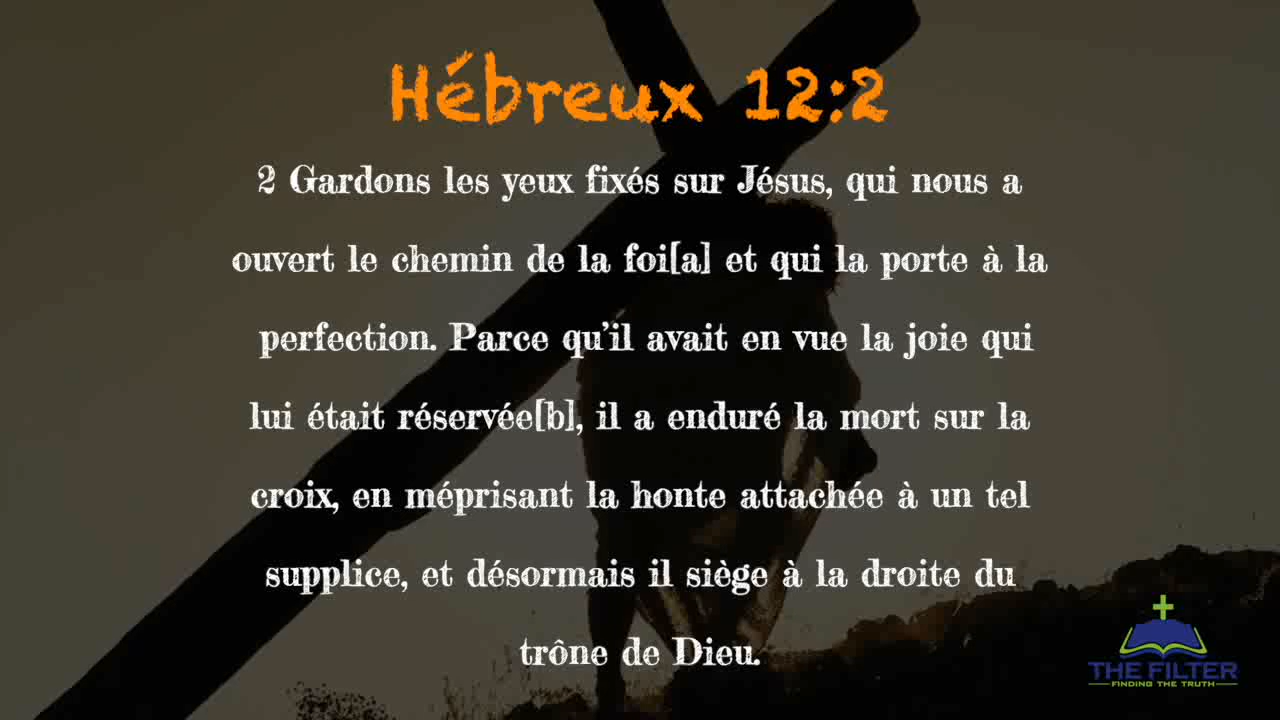 Hébreux 12:2
2 Gardons les yeux fixés sur Jésus, qui nous a
ouvert le chemin de la foi[a] et qui la porte à la
perfection. Parce qu’il avait en vue la joie qui
lui était réservée[b], il a enduré la mort sur la
croix, en méprisant la honte attachée à un tel
supplice, et désormais il siège à la droite du
trône de Dieu.
THE FILTER
FINDING THE TRUTH